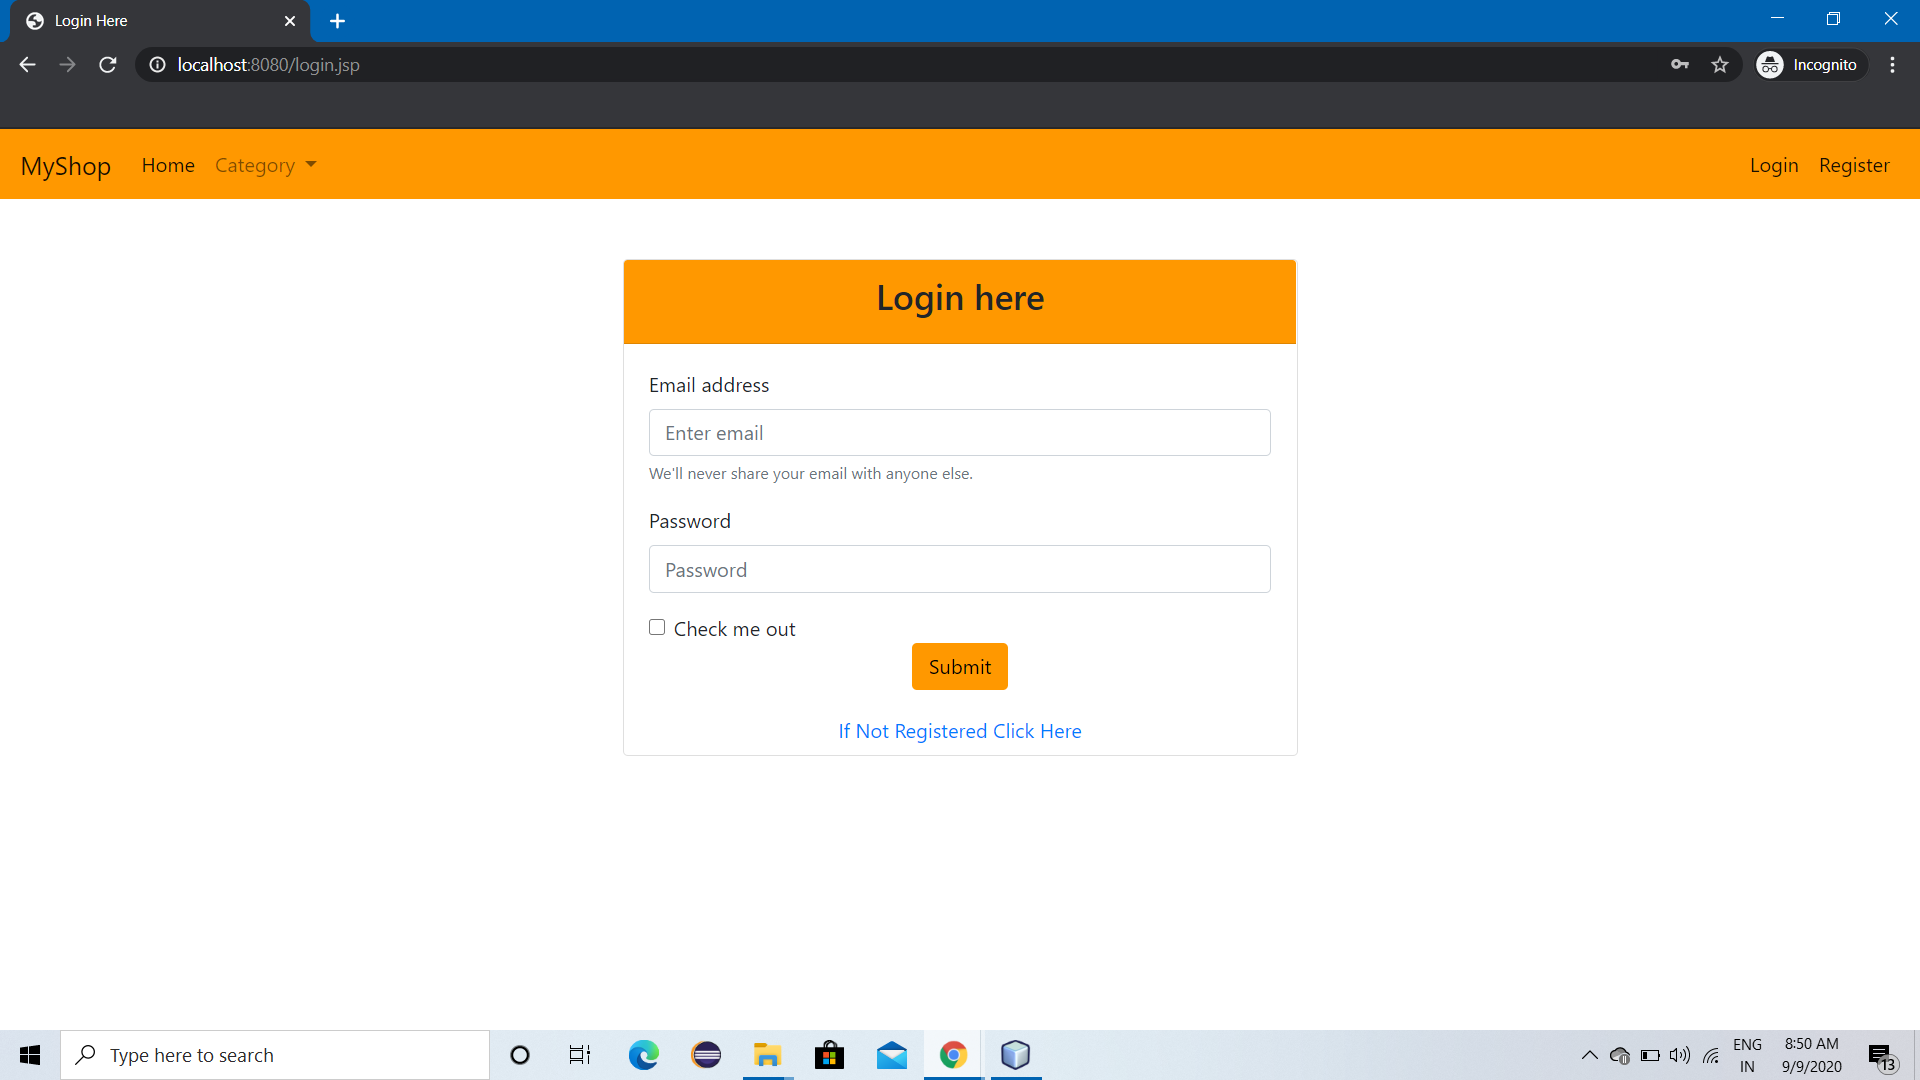 Login Here
localhost:8080/login.jsp
Incognito
MyShop Home Category Login Register
Login here
Email address
Enter email
We'll never share your email with anyone else.
Password
Password
Check me out
Submit
If Not Registered Click Here
Type here to search
ENG
IN
8:50 AM
9/9/2020
13